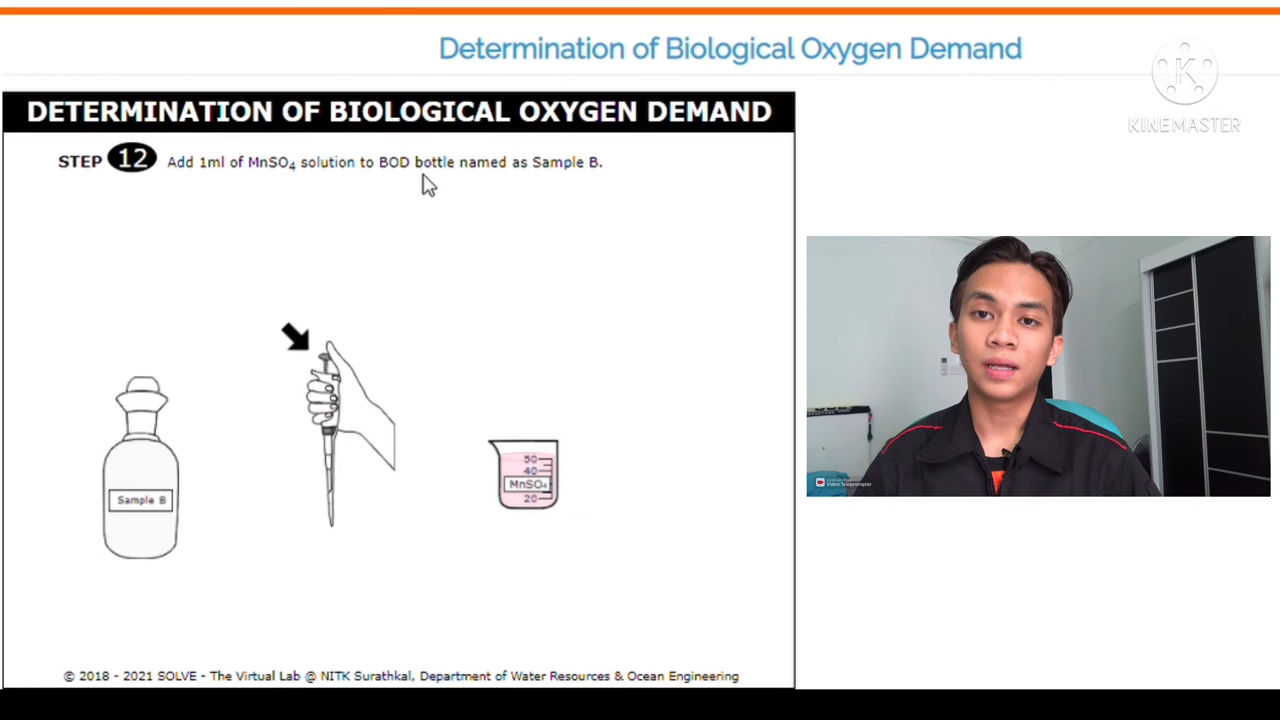 Determination of Biological Oxygen Demand
KINEMASTER
DETERMINATION OF BIOLOGICAL OXYGEN DEMAND
STEP 12 Add 1ml of MnSO₄ solution to BOD bottle named as Sample B.
Sample B
50
40
MnSO₄
20
Video Teleprompter
© 2018 - 2021 SOLVE - The Virtual Lab @ NITK Surathkal, Department of Water Resources & Ocean Engineering